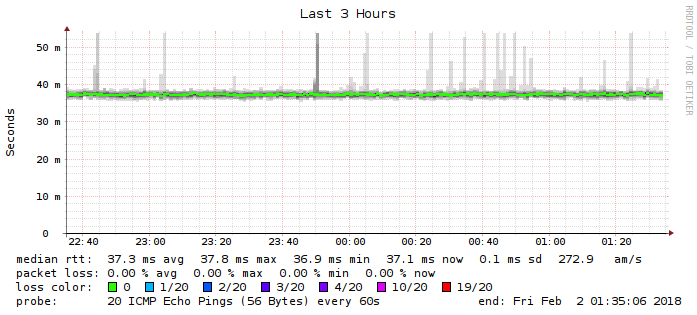 Last 3 Hours
RRDTOOL / TOBI OETIKER
Seconds
50 m
40 m
30 m
20 m
10 m
0
22:40 23:00 23:20 23:40 00:00 00:20 00:40 01:00 01:20
median rtt: 37.3 ms avg 37.8 ms max 36.9 ms min 37.1 ms now 0.1 ms sd 272.9 am/s
packet loss: 0.00 % avg 0.00 % max 0.00 % min 0.00 % now
loss color: 0 1/20 2/20 3/20 4/20 10/20 19/20
probe: 20 ICMP Echo Pings (56 Bytes) every 60s end: Fri Feb 2 01:35:06 2018